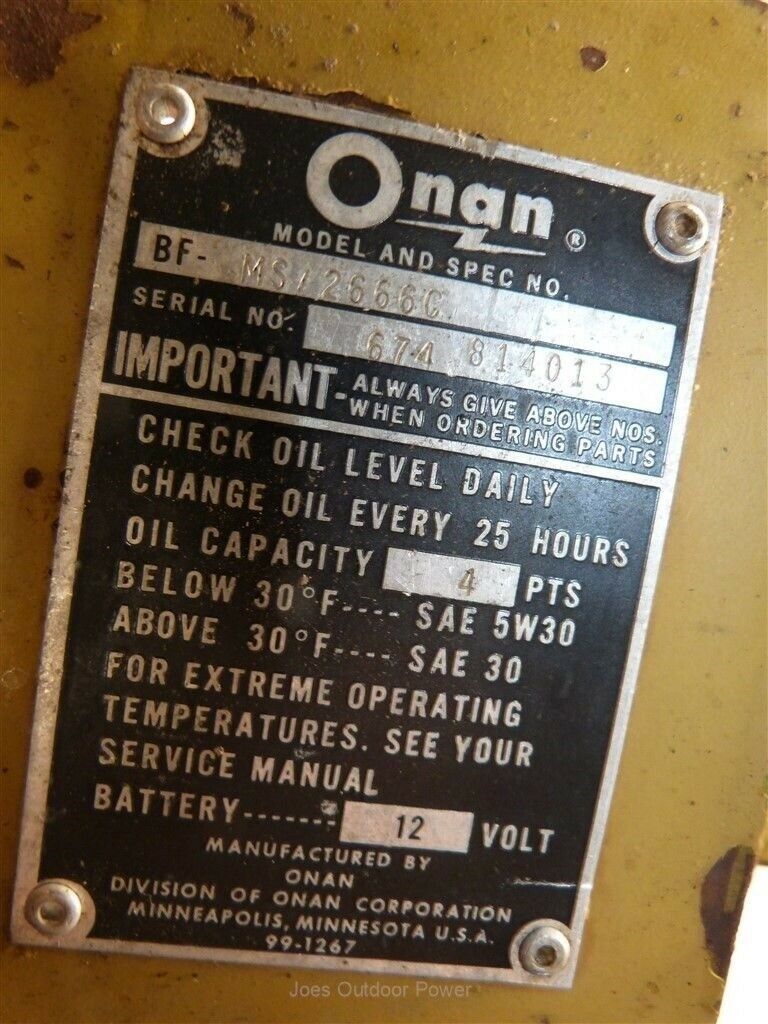 Onan ®
MODEL AND SPEC NO.
BF- MS/2666C
SERIAL NO. 674 814013
IMPORTANT- ALWAYS GIVE ABOVE NOS.
WHEN ORDERING PARTS
CHECK OIL LEVEL DAILY
CHANGE OIL EVERY 25 HOURS
OIL CAPACITY 4 PTS
BELOW 30°F---- SAE 5W30
ABOVE 30°F---- SAE 30
FOR EXTREME OPERATING
TEMPERATURES. SEE YOUR
SERVICE MANUAL
BATTERY------- 12 VOLT
MANUFACTURED BY
ONAN
DIVISION OF ONAN CORPORATION
MINNEAPOLIS, MINNESOTA U.S.A.
99-1267
Joes Outdoor Power